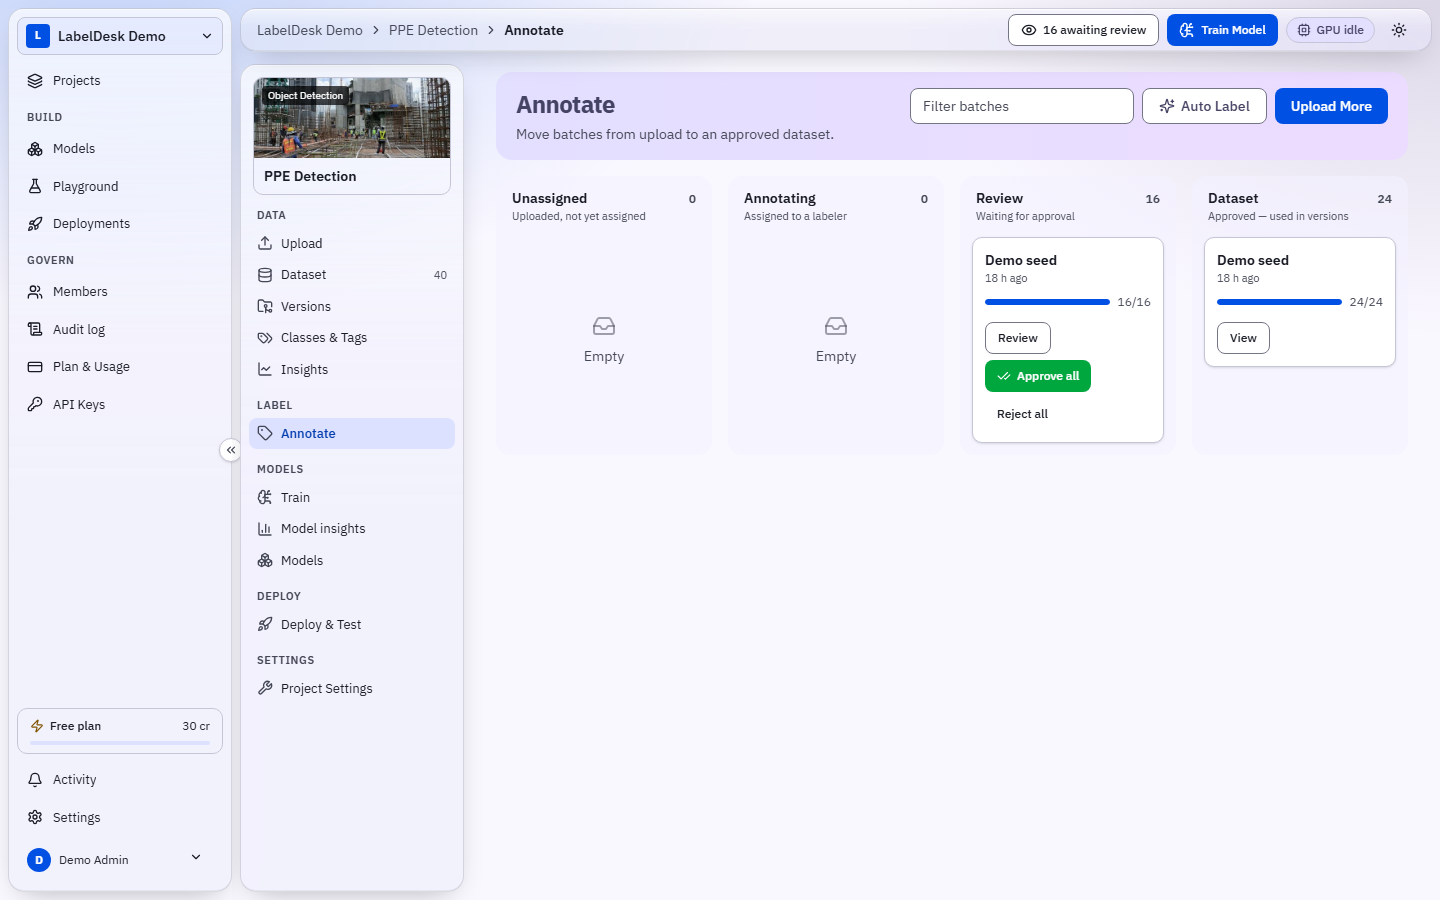 L
LabelDesk Demo
Projects
BUILD
Models
Playground
Deployments
GOVERN
Members
Audit log
Plan & Usage
API Keys
Free plan
30 cr
Activity
Settings
D
Demo Admin
LabelDesk Demo
PPE Detection
Annotate
16 awaiting review
Train Model
GPU idle
Object Detection
PPE Detection
DATA
Upload
Dataset
40
Versions
Classes & Tags
Insights
LABEL
Annotate
MODELS
Train
Model insights
Models
DEPLOY
Deploy & Test
SETTINGS
Project Settings
Annotate
Move batches from upload to an approved dataset.
Filter batches
Auto Label
Upload More
Unassigned
0
Uploaded, not yet assigned
Empty
Annotating
0
Assigned to a labeler
Empty
Review
16
Waiting for approval
Demo seed
18 h ago
16/16
Review
Approve all
Reject all
Dataset
24
Approved — used in versions
Demo seed
18 h ago
24/24
View